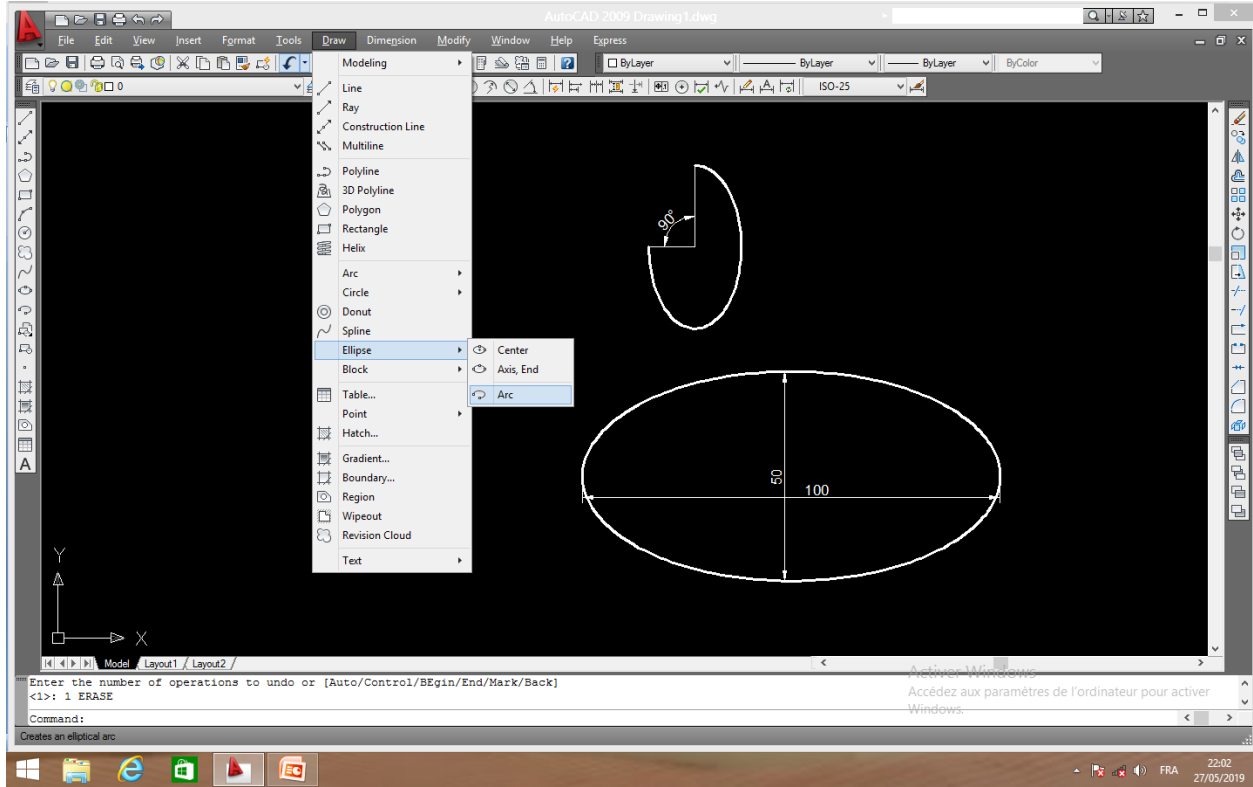 AutoCAD 2009 Drawing1.dwg
File Edit View Insert Format Tools Draw Dimension Modify Window Help Express
ByLayer ByLayer ByLayer ByColor
0 ISO-25
Modeling
Line
Ray
Construction Line
Multiline
Polyline
3D Polyline
Polygon
Rectangle
Helix
Arc
Circle
Donut
Spline
Ellipse
Block
Table...
Point
Hatch...
Gradient...
Boundary...
Region
Wipeout
Revision Cloud
Text
Center
Axis, End
Arc
90°
50
100
A
Y
X
Model Layout1 Layout2
Enter the number of operations to undo or [Auto/Control/BEgin/End/Mark/Back]
<1>: 1 ERASE
Command:
Creates an elliptical arc
Activer Windows
Accédez aux paramètres de l'ordinateur pour activer
Windows.
FRA
22:02
27/05/2019